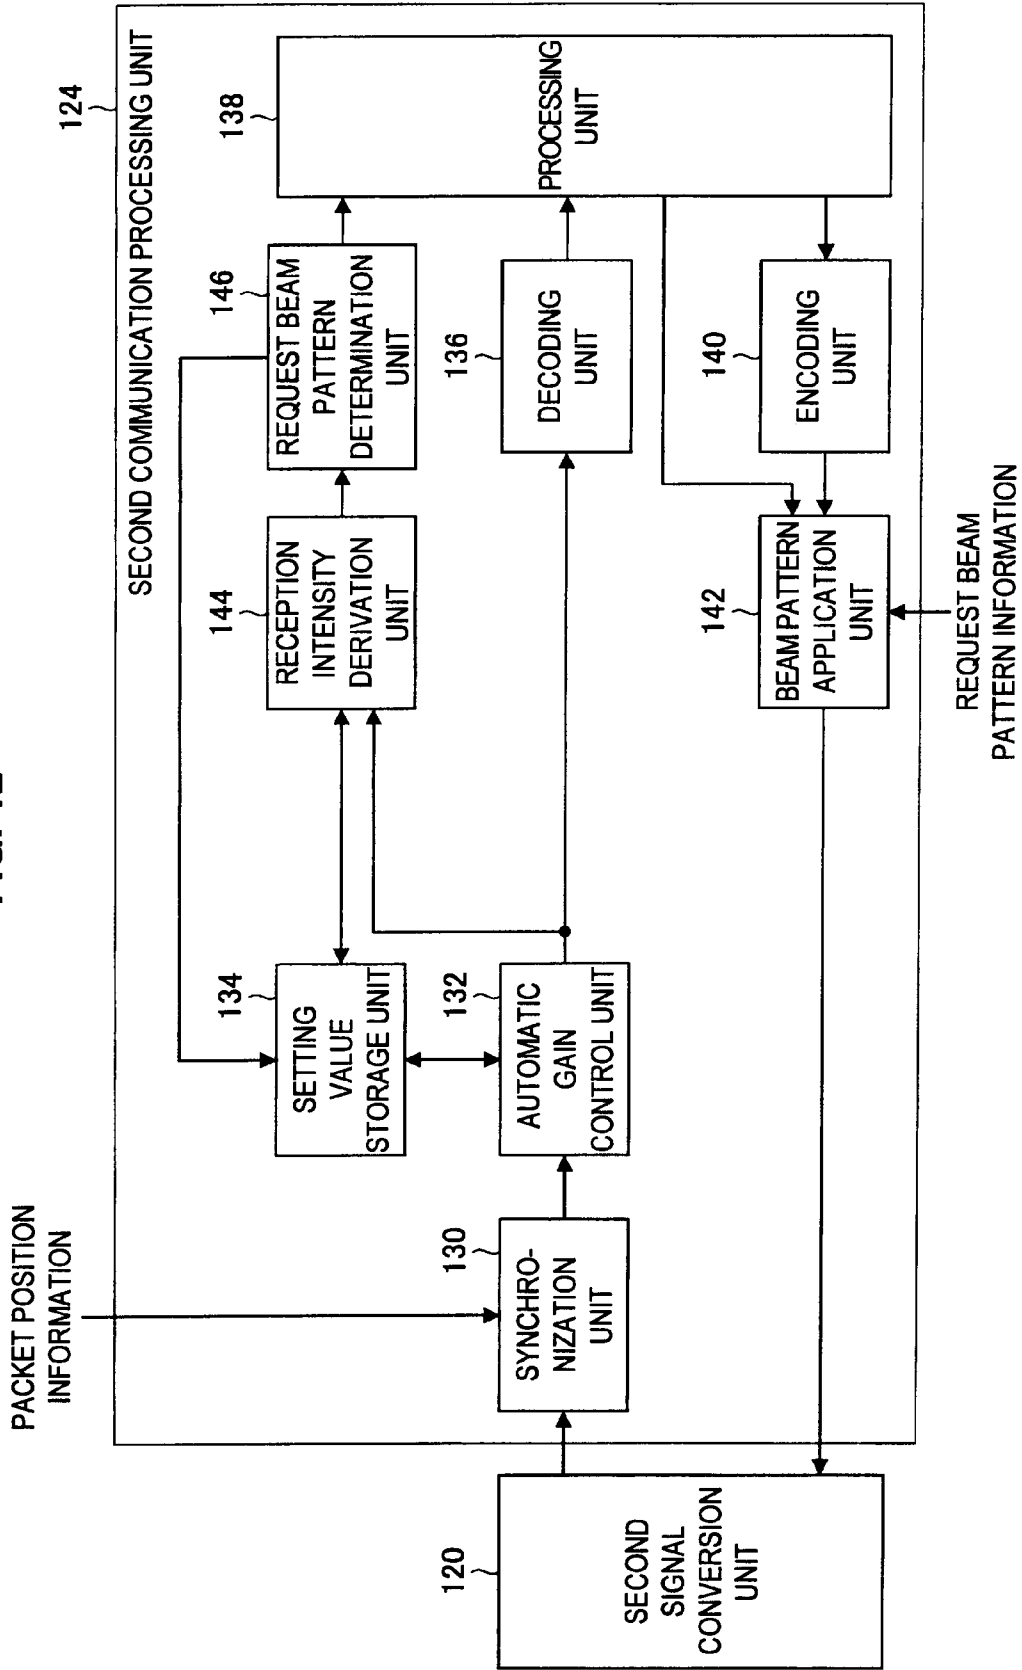 PACKET POSITION
INFORMATION
124
SECOND COMMUNICATION PROCESSING UNIT
134
SETTING
VALUE
STORAGE UNIT
144
RECEPTION
INTENSITY
DERIVATION
UNIT
146
REQUEST BEAM
PATTERN
DETERMINATION
UNIT
138
PROCESSING
UNIT
120
SECOND
SIGNAL
CONVERSION
UNIT
130
SYNCHRO-
NIZATION
UNIT
132
AUTOMATIC
GAIN
CONTROL UNIT
136
DECODING
UNIT
142
BEAM PATTERN
APPLICATION
UNIT
140
ENCODING
UNIT
REQUEST BEAM
PATTERN INFORMATION